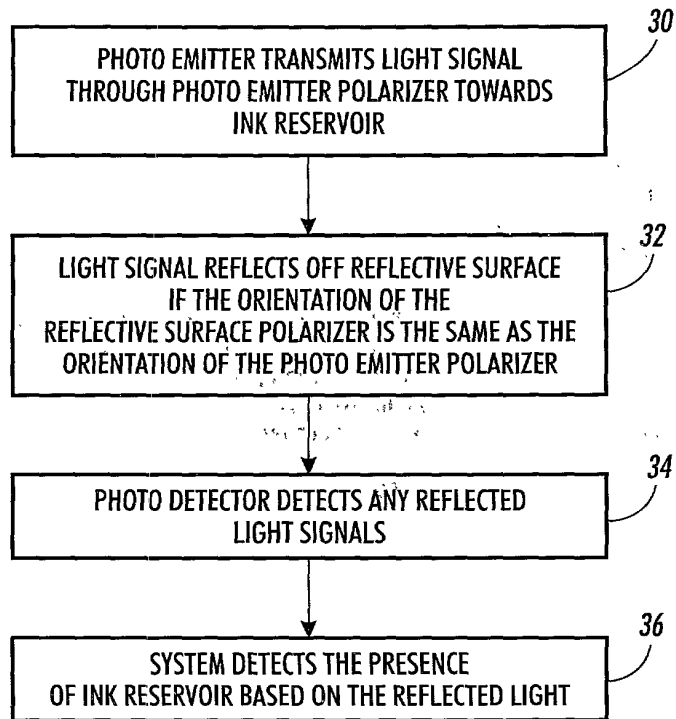 30
PHOTO EMITTER TRANSMITS LIGHT SIGNAL
THROUGH PHOTO EMITTER POLARIZER TOWARDS
INK RESERVOIR
32
LIGHT SIGNAL REFLECTS OFF REFLECTIVE SURFACE
IF THE ORIENTATION OF THE
REFLECTIVE SURFACE POLARIZER IS THE SAME AS THE
ORIENTATION OF THE PHOTO EMITTER POLARIZER
34
PHOTO DETECTOR DETECTS ANY REFLECTED
LIGHT SIGNALS
36
SYSTEM DETECTS THE PRESENCE
OF INK RESERVOIR BASED ON THE REFLECTED LIGHT